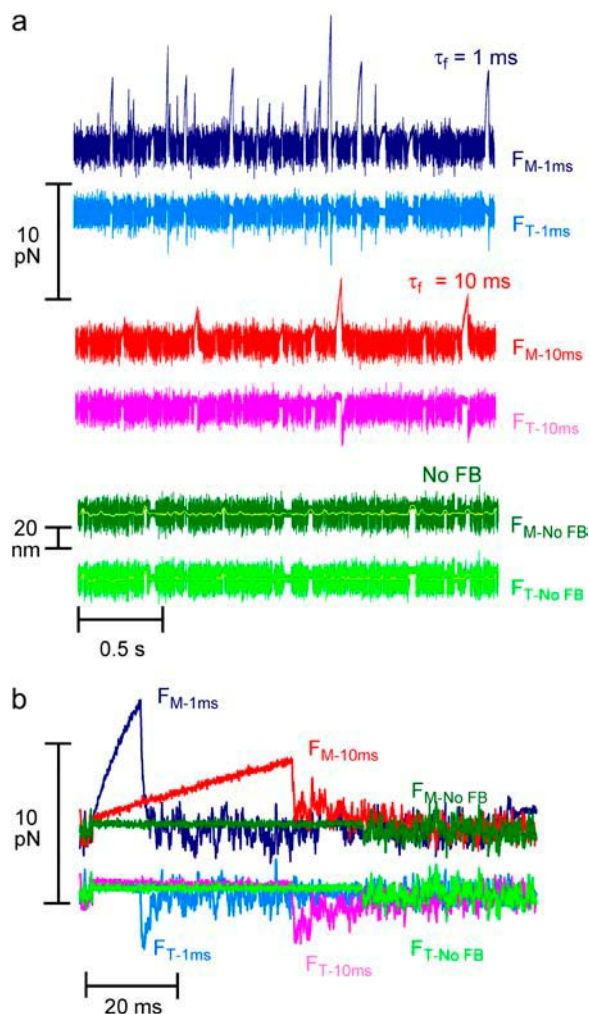 a
τf = 1 ms
FM-1ms
10
pN
FT-1ms
τf = 10 ms
FM-10ms
FT-10ms
No FB
20
nm
FM-No FB
FT-No FB
0.5 s
b
FM-1ms
FM-10ms
10
pN
FM-No FB
FT-1ms
FT-10ms
FT-No FB
20 ms